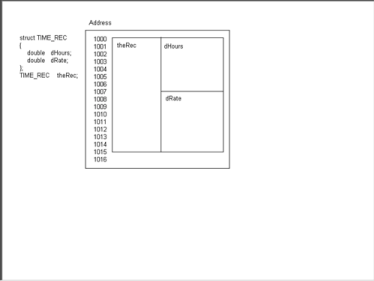 Address
struct TIME_REC
{
double dHours;
double dRate;
};
TIME_REC theRec;
1000
1001
1002
1003
1004
1005
1006
1007
1008
1009
1010
1011
1012
1013
1014
1015
1016
theRec
dHours
dRate